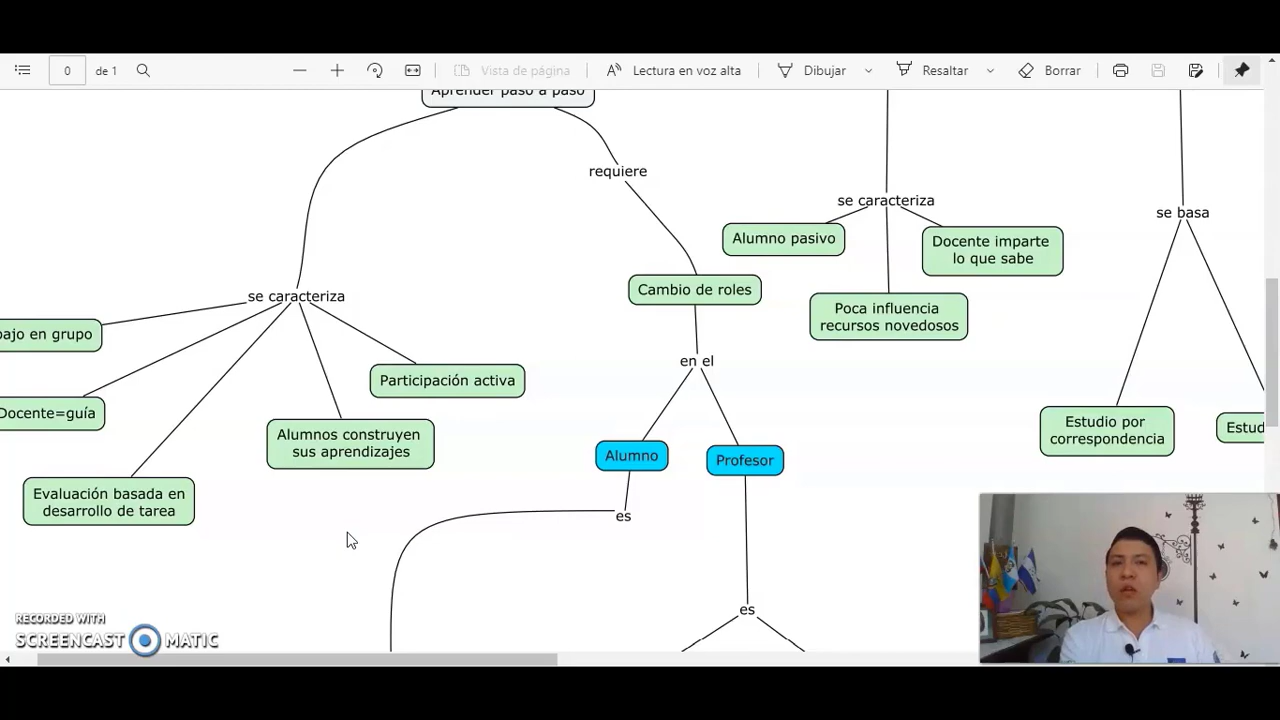 0
de 1
Vista de página
Lectura en voz alta
Dibujar
Resaltar
Borrar
Aprender paso a paso
requiere
se caracteriza
Alumno pasivo
Docente imparte
lo que sabe
Poca influencia
recursos novedosos
se basa
Estudio por
correspondencia
Estud
Cambio de roles
en el
Alumno
Profesor
es
es
se caracteriza
bajo en grupo
Docente=guía
Evaluación basada en
desarrollo de tarea
Alumnos construyen
sus aprendizajes
Participación activa
RECORDED WITH
SCREENCAST MATIC